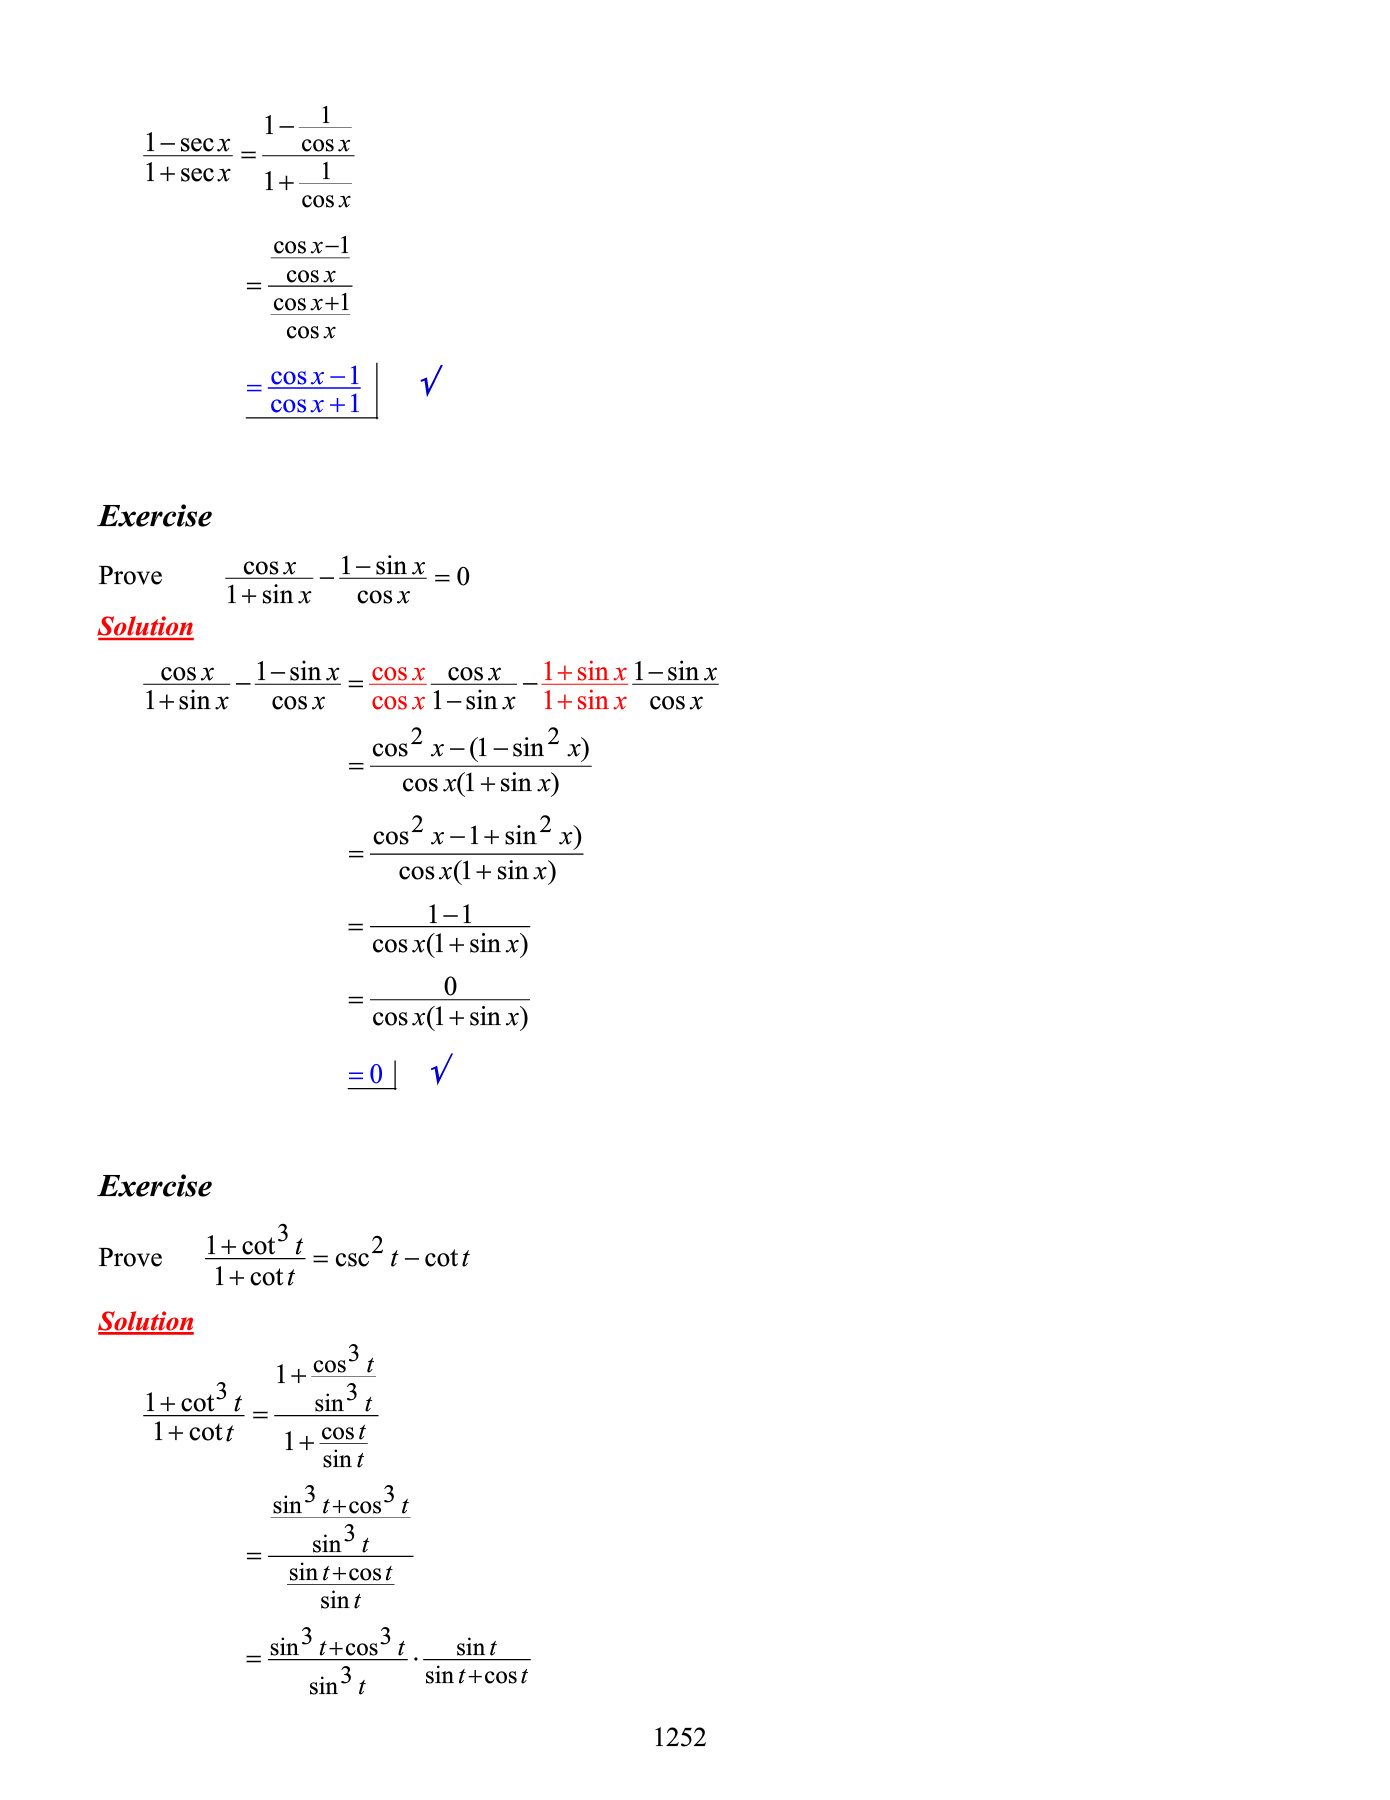 \frac{1-\sec x}{1+\sec x} = \frac{1-\frac{1}{\cos x}}{1+\frac{1}{\cos x}}
= \frac{\frac{\cos x-1}{\cos x}}{\frac{\cos x+1}{\cos x}}
= \frac{\cos x-1}{\cos x+1} | √
Exercise
Prove \frac{\cos x}{1+\sin x} - \frac{1-\sin x}{\cos x} = 0
Solution
\frac{\cos x}{1+\sin x} - \frac{1-\sin x}{\cos x} = \frac{\cos x}{\cos x} \frac{\cos x}{1-\sin x} - \frac{1+\sin x}{1+\sin x} \frac{1-\sin x}{\cos x}
= \frac{\cos^2 x-(1-\sin^2 x)}{\cos x(1+\sin x)}
= \frac{\cos^2 x-1+\sin^2 x)}{\cos x(1+\sin x)}
= \frac{1-1}{\cos x(1+\sin x)}
= \frac{0}{\cos x(1+\sin x)}
= 0 | √
Exercise
Prove \frac{1+\cot^3 t}{1+\cot t} = \csc^2 t - \cot t
Solution
\frac{1+\cot^3 t}{1+\cot t} = \frac{1+\frac{\cos^3 t}{\sin^3 t}}{1+\frac{\cos t}{\sin t}}
= \frac{\frac{\sin^3 t+\cos^3 t}{\sin^3 t}}{\frac{\sin t+\cos t}{\sin t}}
= \frac{\sin^3 t+\cos^3 t}{\sin^3 t} \cdot \frac{\sin t}{\sin t+\cos t}
1252